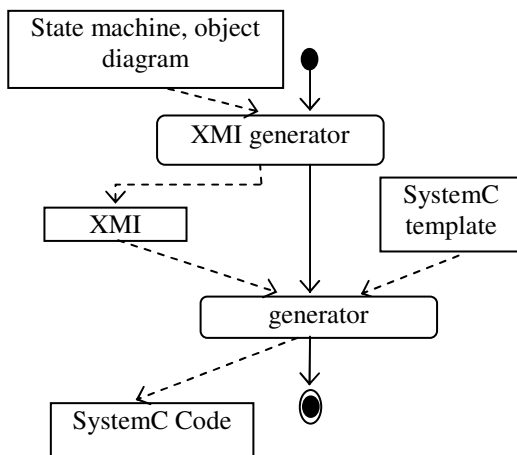 State machine, object
diagram
XMI generator
XMI
SystemC
template
generator
SystemC Code